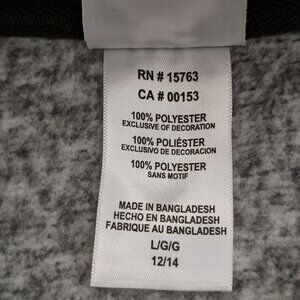 RN # 15763
CA # 00153
100% POLYESTER
EXCLUSIVE OF DECORATION
100% POLIÉSTER
EXCLUSIVO DE DECORACION
100% POLYESTER
SANS MOTIF
MADE IN BANGLADESH
HECHO EN BANGLADESH
FABRIQUE AU BANGLADESH
L/G/G
12/14